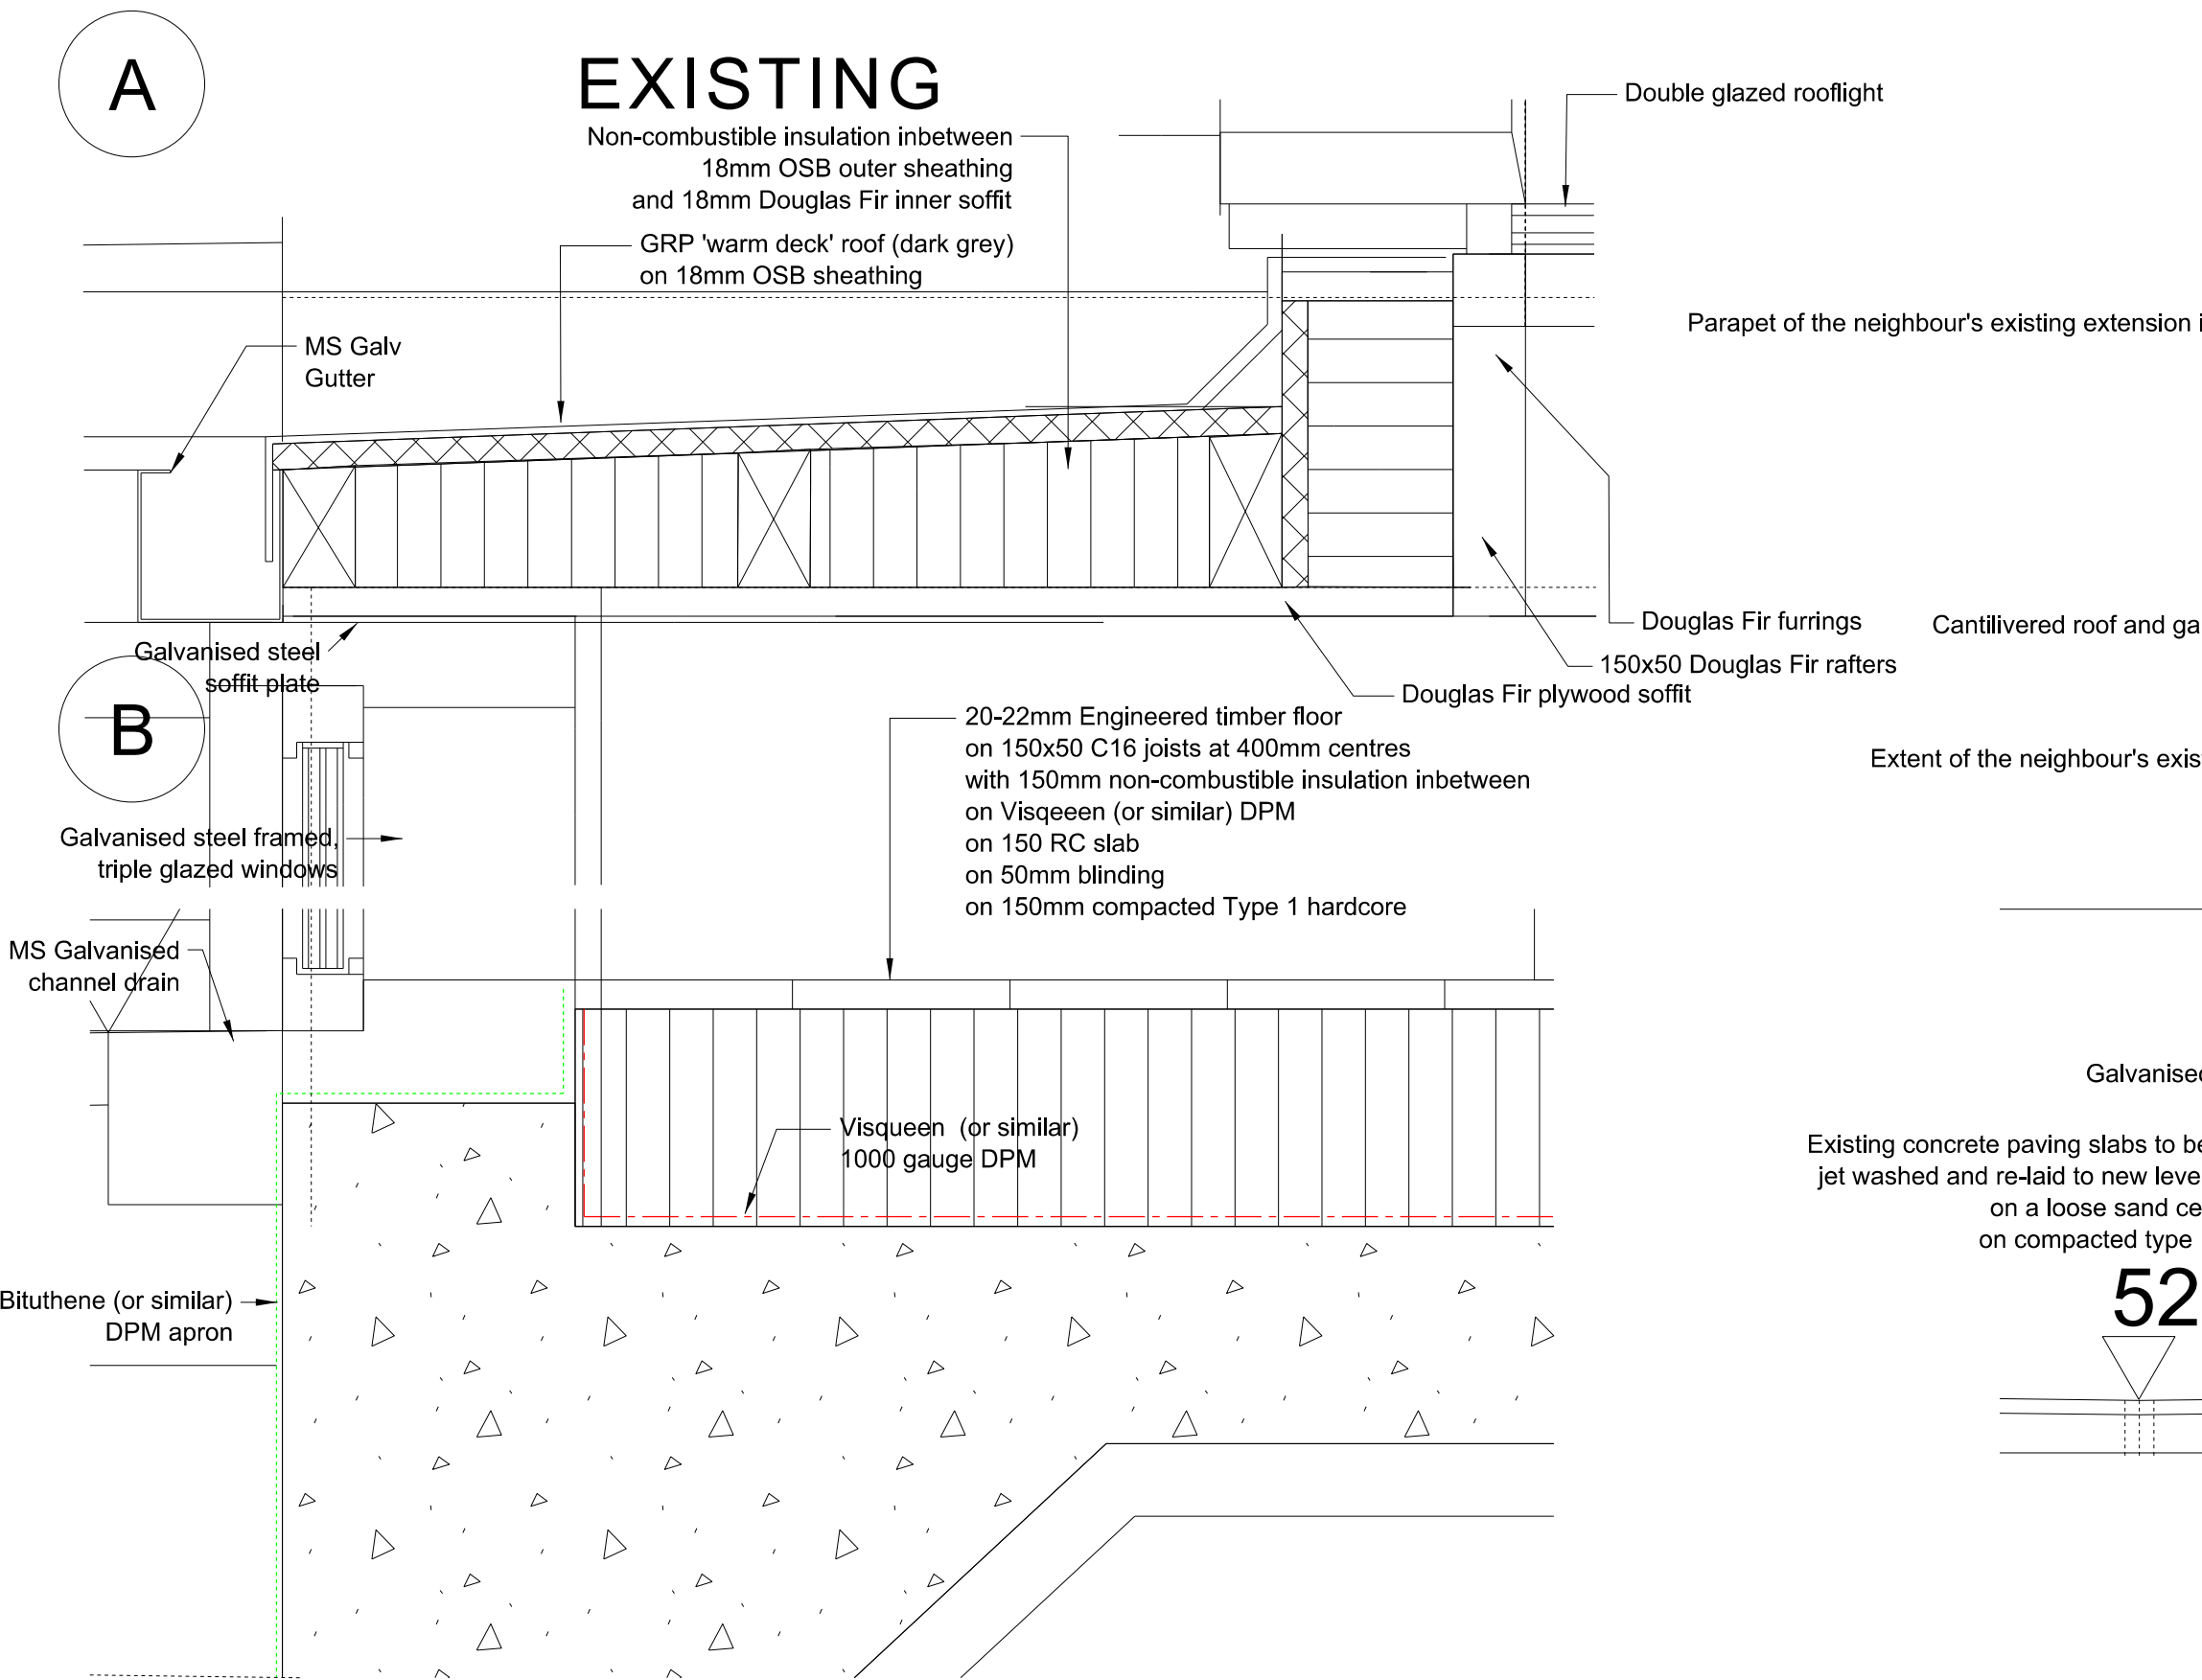 A
EXISTING
Non-combustible insulation inbetween
18mm OSB outer sheathing
and 18mm Douglas Fir inner soffit
GRP 'warm deck' roof (dark grey)
on 18mm OSB sheathing
MS Galv
Gutter
Double glazed rooflight
Parapet of the neighbour's existing extension i
Douglas Fir furrings
150x50 Douglas Fir rafters
Douglas Fir plywood soffit
Cantilivered roof and ga
Galvanised steel
soffit plate
B
20-22mm Engineered timber floor
on 150x50 C16 joists at 400mm centres
with 150mm non-combustible insulation inbetween
on Visqeeen (or similar) DPM
on 150 RC slab
on 50mm blinding
on 150mm compacted Type 1 hardcore
Extent of the neighbour's exis
Galvanised steel framed,
triple glazed windows
MS Galvanised
channel drain
Visqueen (or similar)
1000 gauge DPM
Galvanised
Existing concrete paving slabs to be
jet washed and re-laid to new leve
on a loose sand ce
on compacted type
52
Bituthene (or similar)
DPM apron